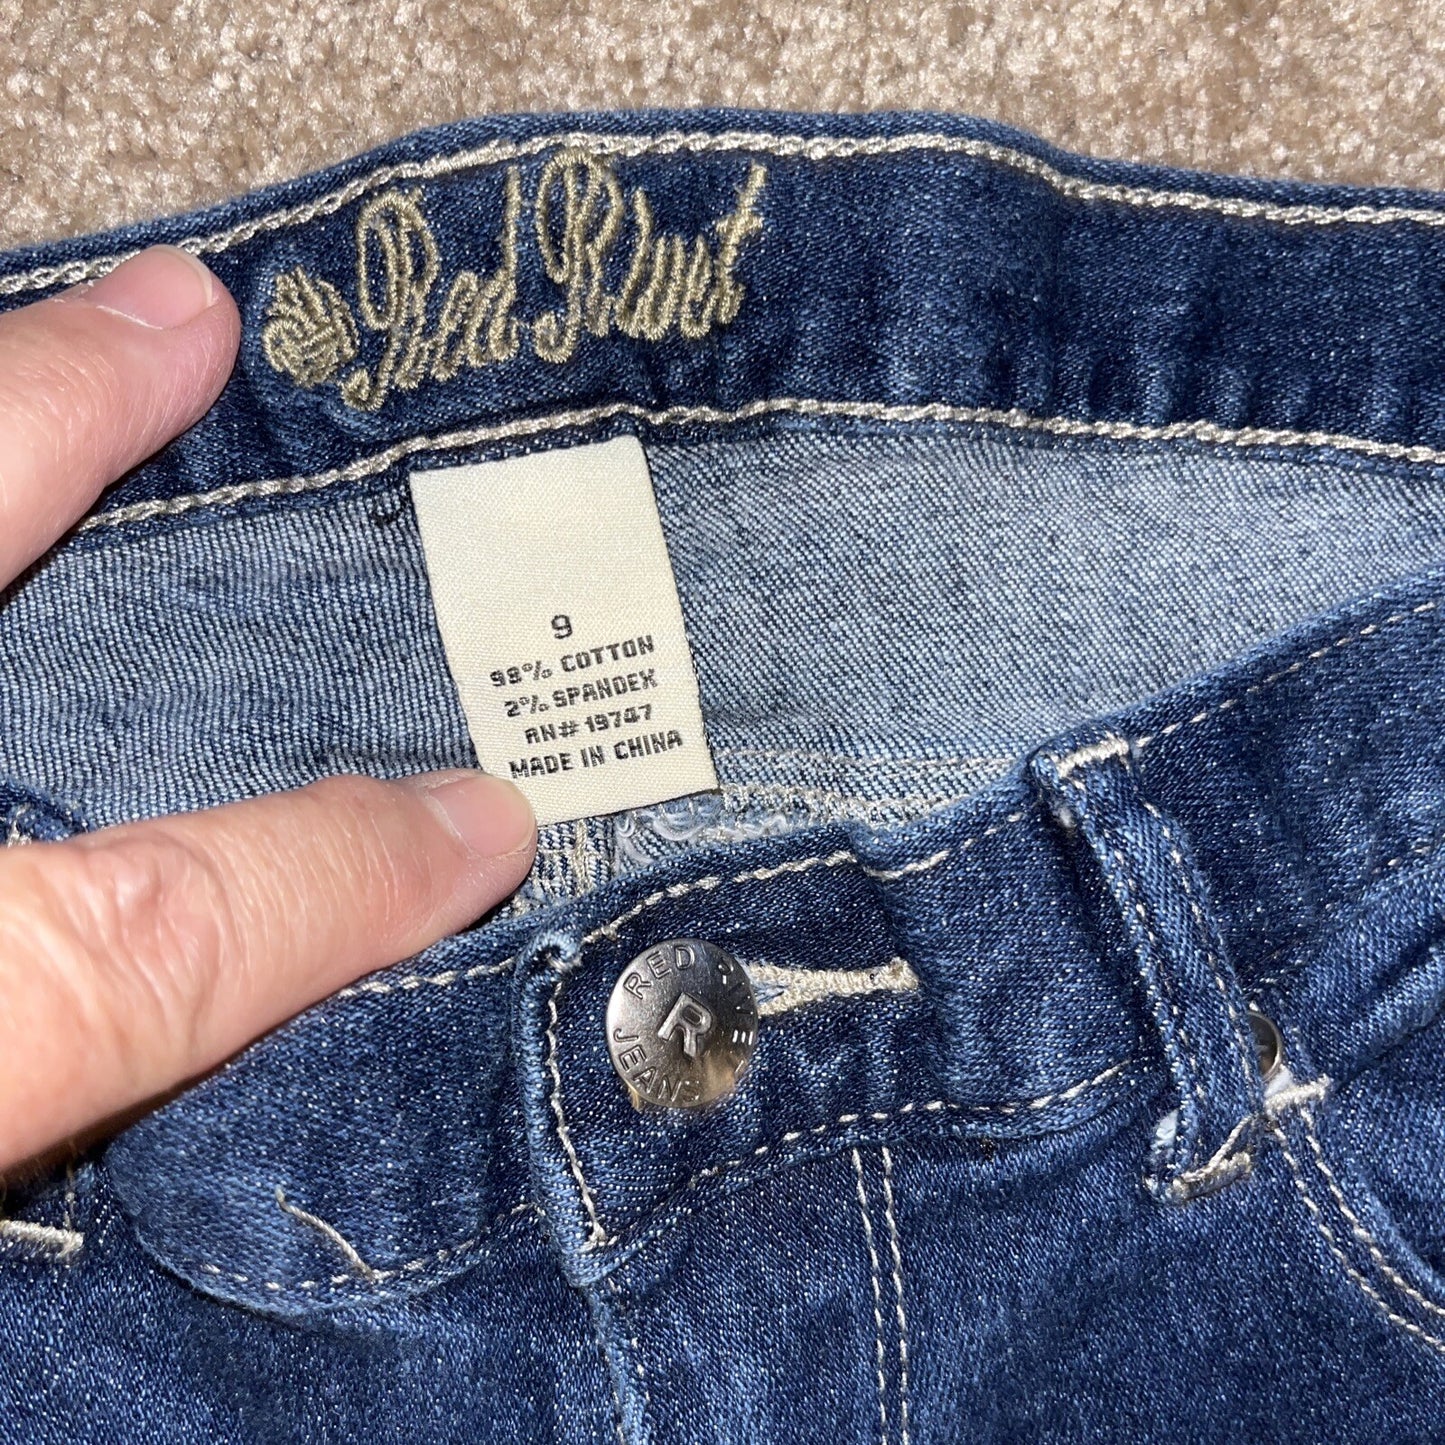 Red Rivet
9
98% COTTON
2% SPANDEX
RN# 19747
MADE IN CHINA
RED
R
JEANS